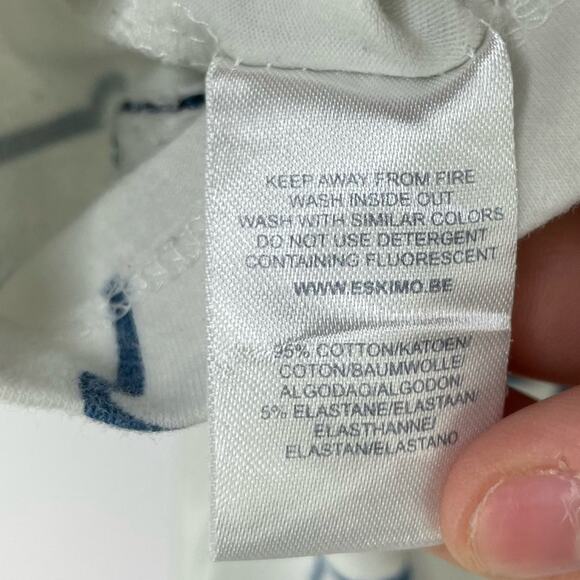 KEEP AWAY FROM FIRE
WASH INSIDE OUT
WASH WITH SIMILAR COLORS
DO NOT USE DETERGENT
CONTAINING FLUORESCENT
WWW.ESKIMO.BE
95% COTTON/KATOEN/
COTON/BAUMWOLLE/
ALGODAO/ALGODON/
5% ELASTANE/ELASTAAN/
ELASTHANNE/
ELASTAN/ELASTANO